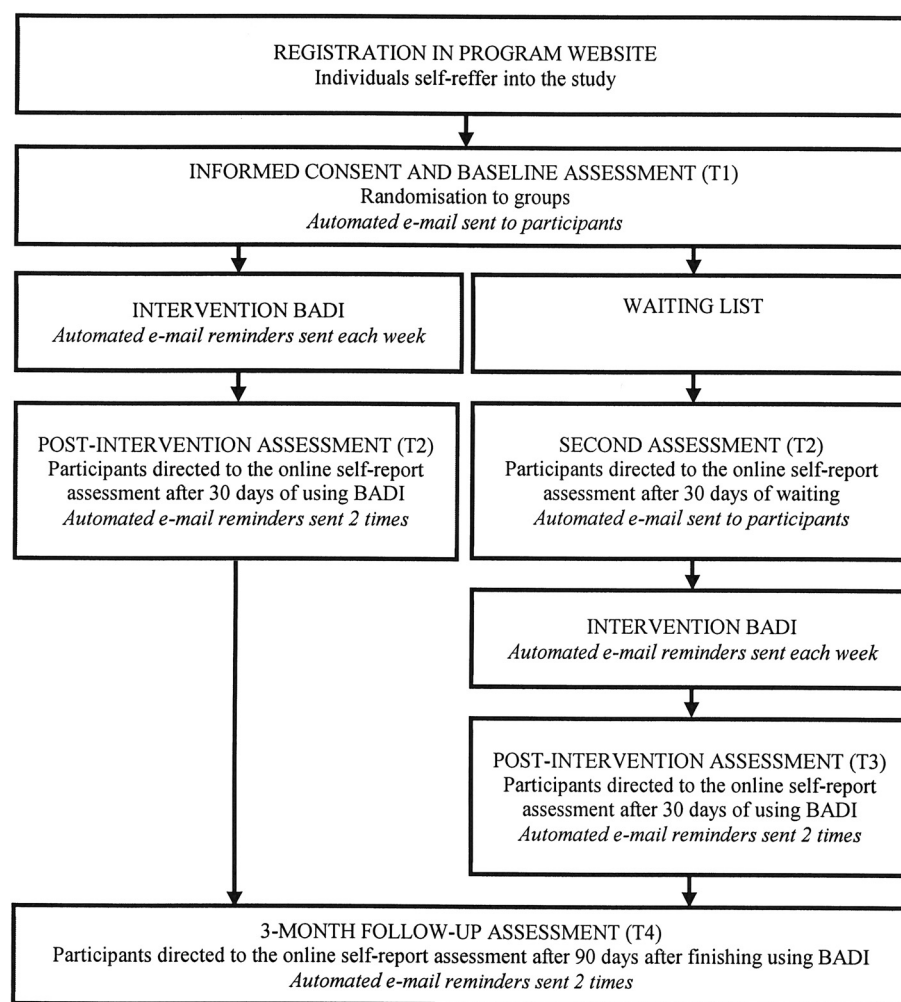 REGISTRATION IN PROGRAM WEBSITE
Individuals self-reffer into the study
INFORMED CONSENT AND BASELINE ASSESSMENT (T1)
Randomisation to groups
Automated e-mail sent to participants
INTERVENTION BADI
Automated e-mail reminders sent each week
WAITING LIST
POST-INTERVENTION ASSESSMENT (T2)
Participants directed to the online self-report
assessment after 30 days of using BADI
Automated e-mail reminders sent 2 times
SECOND ASSESSMENT (T2)
Participants directed to the online self-report
assessment after 30 days of waiting
Automated e-mail sent to participants
INTERVENTION BADI
Automated e-mail reminders sent each week
POST-INTERVENTION ASSESSMENT (T3)
Participants directed to the online self-report
assessment after 30 days of using BADI
Automated e-mail reminders sent 2 times
3-MONTH FOLLOW-UP ASSESSMENT (T4)
Participants directed to the online self-report assessment after 90 days after finishing using BADI
Automated e-mail reminders sent 2 times